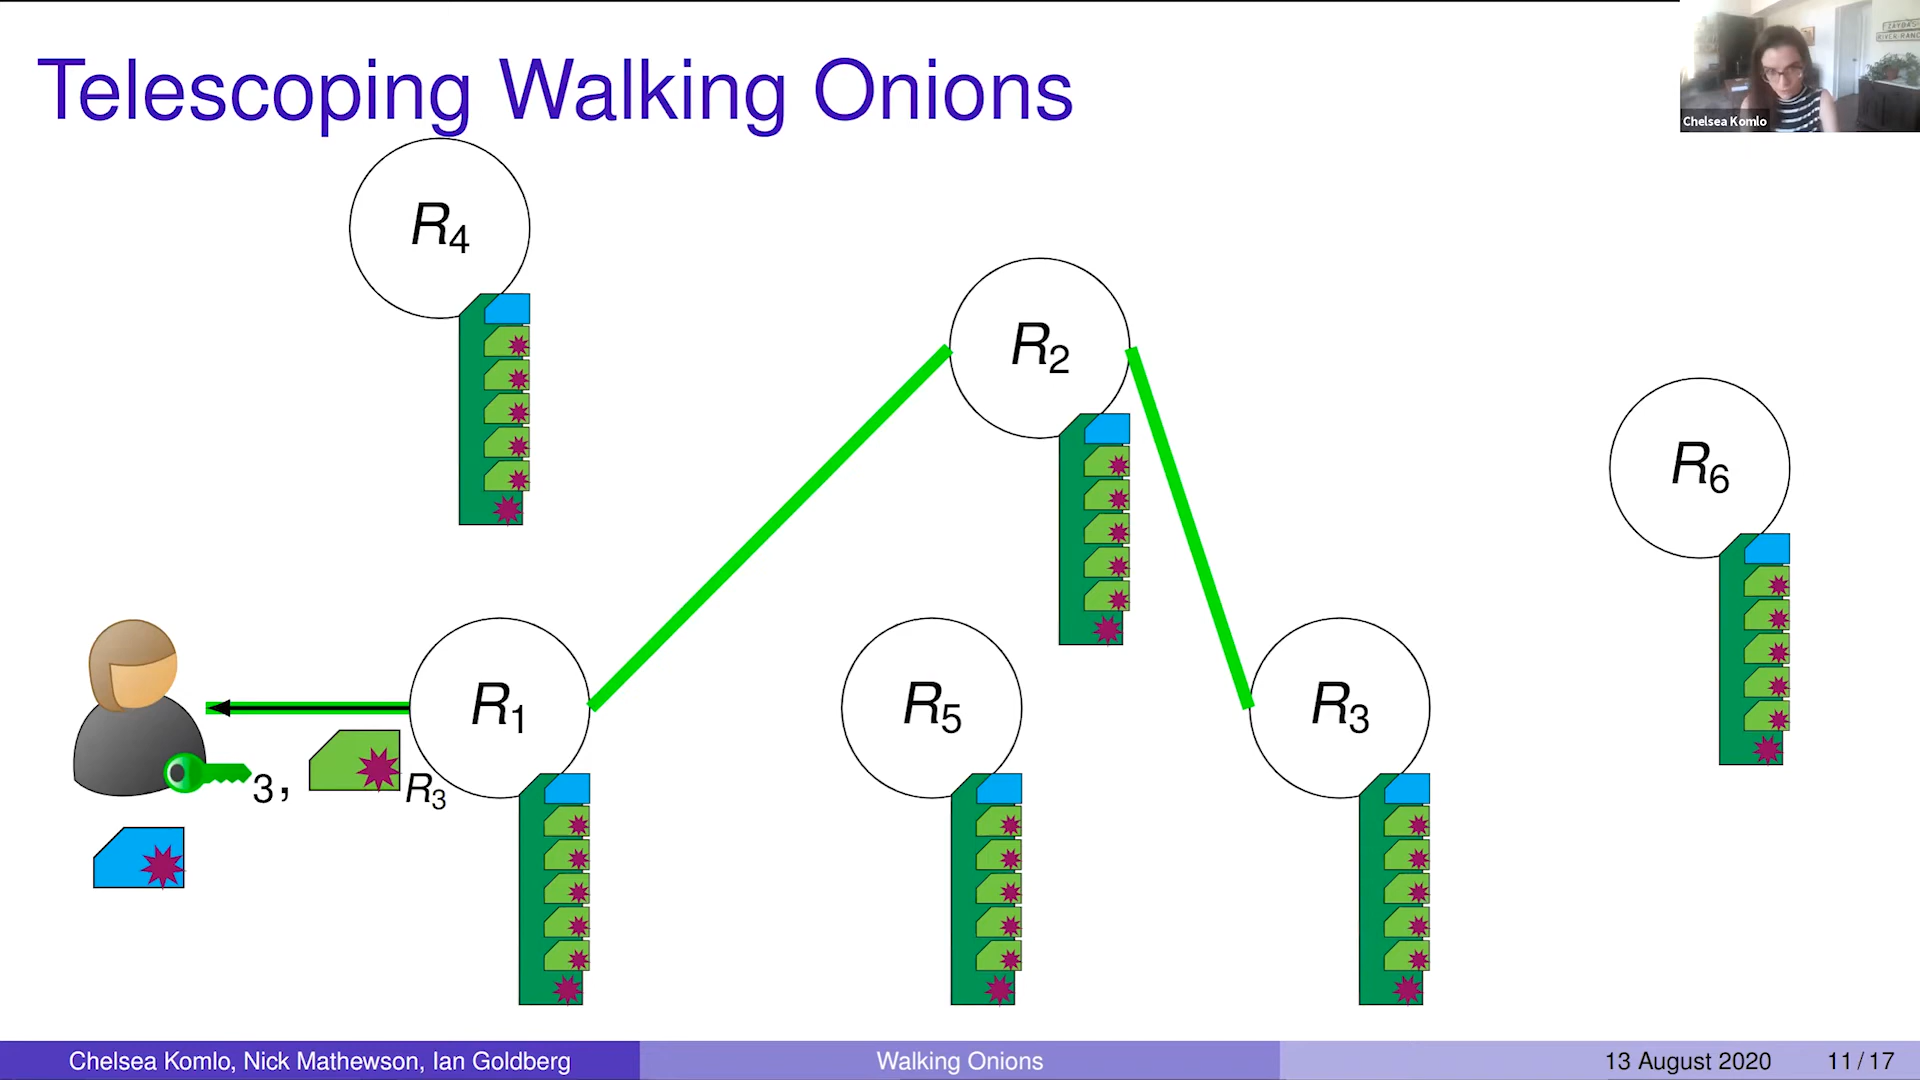 Telescoping Walking Onions
Chelsea Komlo
R4
R2
R6
R1
R5
R3
3, R3
Chelsea Komlo, Nick Mathewson, Ian Goldberg
Walking Onions
13 August 2020
11 / 17